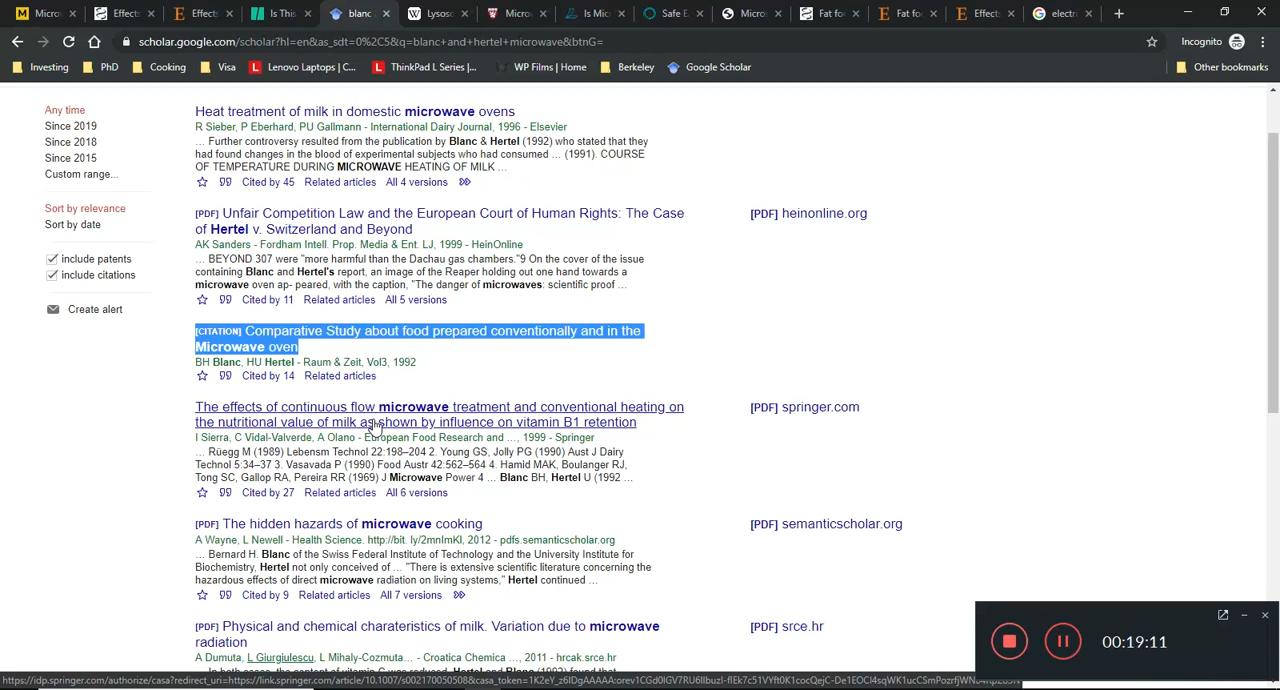 Micro
Effects
Effects
Is This
blanc
Lysos
Micro
Is Mic
Safe E
Micro
Fat fo
Fat fo
Effects
electr
Incognito
scholar.google.com/scholar?hl=en&as_sdt=0%2C5&q=blanc+and+hertel+microwave&btnG=
Investing
PhD
Cooking
Visa
Lenovo Laptops | C...
ThinkPad L Series |...
WP Films | Home
Berkeley
Google Scholar
Other bookmarks
Any time
Since 2019
Since 2018
Since 2015
Custom range...
Sort by relevance
Sort by date
include patents
include citations
Create alert
Heat treatment of milk in domestic microwave ovens
R Sieber, P Eberhard, PU Gallmann - International Dairy Journal, 1996 - Elsevier
... Further controversy resulted from the publication by Blanc & Hertel (1992) who stated that they
had found changes in the blood of experimental subjects who had consumed ... (1991). COURSE
OF TEMPERATURE DURING MICROWAVE HEATING OF MILK ...
Cited by 45 Related articles All 4 versions
[PDF] Unfair Competition Law and the European Court of Human Rights: The Case
of Hertel v. Switzerland and Beyond
[PDF] heinonline.org
AK Sanders - Fordham Intell. Prop. Media & Ent. LJ, 1999 - HeinOnline
... BEYOND 307 were "more harmful than the Dachau gas chambers."9 On the cover of the issue
containing Blanc and Hertel's report, an image of the Reaper holding out one hand towards a
microwave oven ap- peared, with the caption, "The danger of microwaves: scientific proof ...
Cited by 11 Related articles All 5 versions
[CITATION] Comparative Study about food prepared conventionally and in the
Microwave oven
BH Blanc, HU Hertel - Raum & Zeit, Vol3, 1992
Cited by 14 Related articles
The effects of continuous flow microwave treatment and conventional heating on
the nutritional value of milk as shown by influence on vitamin B1 retention
[PDF] springer.com
I Sierra, C Vidal-Valverde, A Olano - European Food Research and ..., 1999 - Springer
... Rüegg M (1989) Lebensm Technol 22:198–204 2. Young GS, Jolly PG (1990) Aust J Dairy
Technol 5:34–37 3. Vasavada P (1990) Food Austr 42:562–564 4. Hamid MAK, Boulanger RJ,
Tong SC, Gallop RA, Pereira RR (1969) J Microwave Power 4 ... Blanc BH, Hertel U (1992 ...
Cited by 27 Related articles All 6 versions
[PDF] The hidden hazards of microwave cooking
[PDF] semanticscholar.org
A Wayne, L Newell - Health Science. http://bit. ly/2mnImKI, 2012 - pdfs.semanticscholar.org
... Bernard H. Blanc of the Swiss Federal Institute of Technology and the University Institute for
Biochemistry, Hertel not only conceived of ... "There is extensive scientific literature concerning the
hazardous effects of direct microwave radiation on living systems," Hertel continued ...
Cited by 9 Related articles All 7 versions
[PDF] Physical and chemical charateristics of milk. Variation due to microwave
radiation
[PDF] srce.hr
A Dumuta, L Giurgiulescu, L Mihaly-Cozmuta... - Croatica Chemica ..., 2011 - hrcak.srce.hr
00:19:11